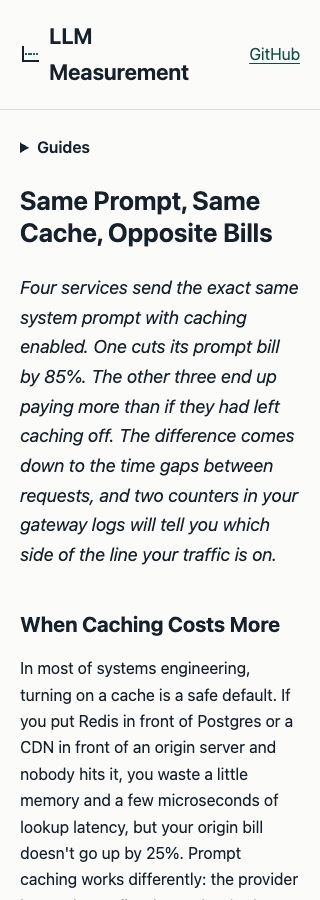 LLM
Measurement
GitHub
Guides
Same Prompt, Same
Cache, Opposite Bills
Four services send the exact same
system prompt with caching
enabled. One cuts its prompt bill
by 85%. The other three end up
paying more than if they had left
caching off. The difference comes
down to the time gaps between
requests, and two counters in your
gateway logs will tell you which
side of the line your traffic is on.
When Caching Costs More
In most of systems engineering,
turning on a cache is a safe default. If
you put Redis in front of Postgres or a
CDN in front of an origin server and
nobody hits it, you waste a little
memory and a few microseconds of
lookup latency, but your origin bill
doesn't go up by 25%. Prompt
caching works differently: the provider